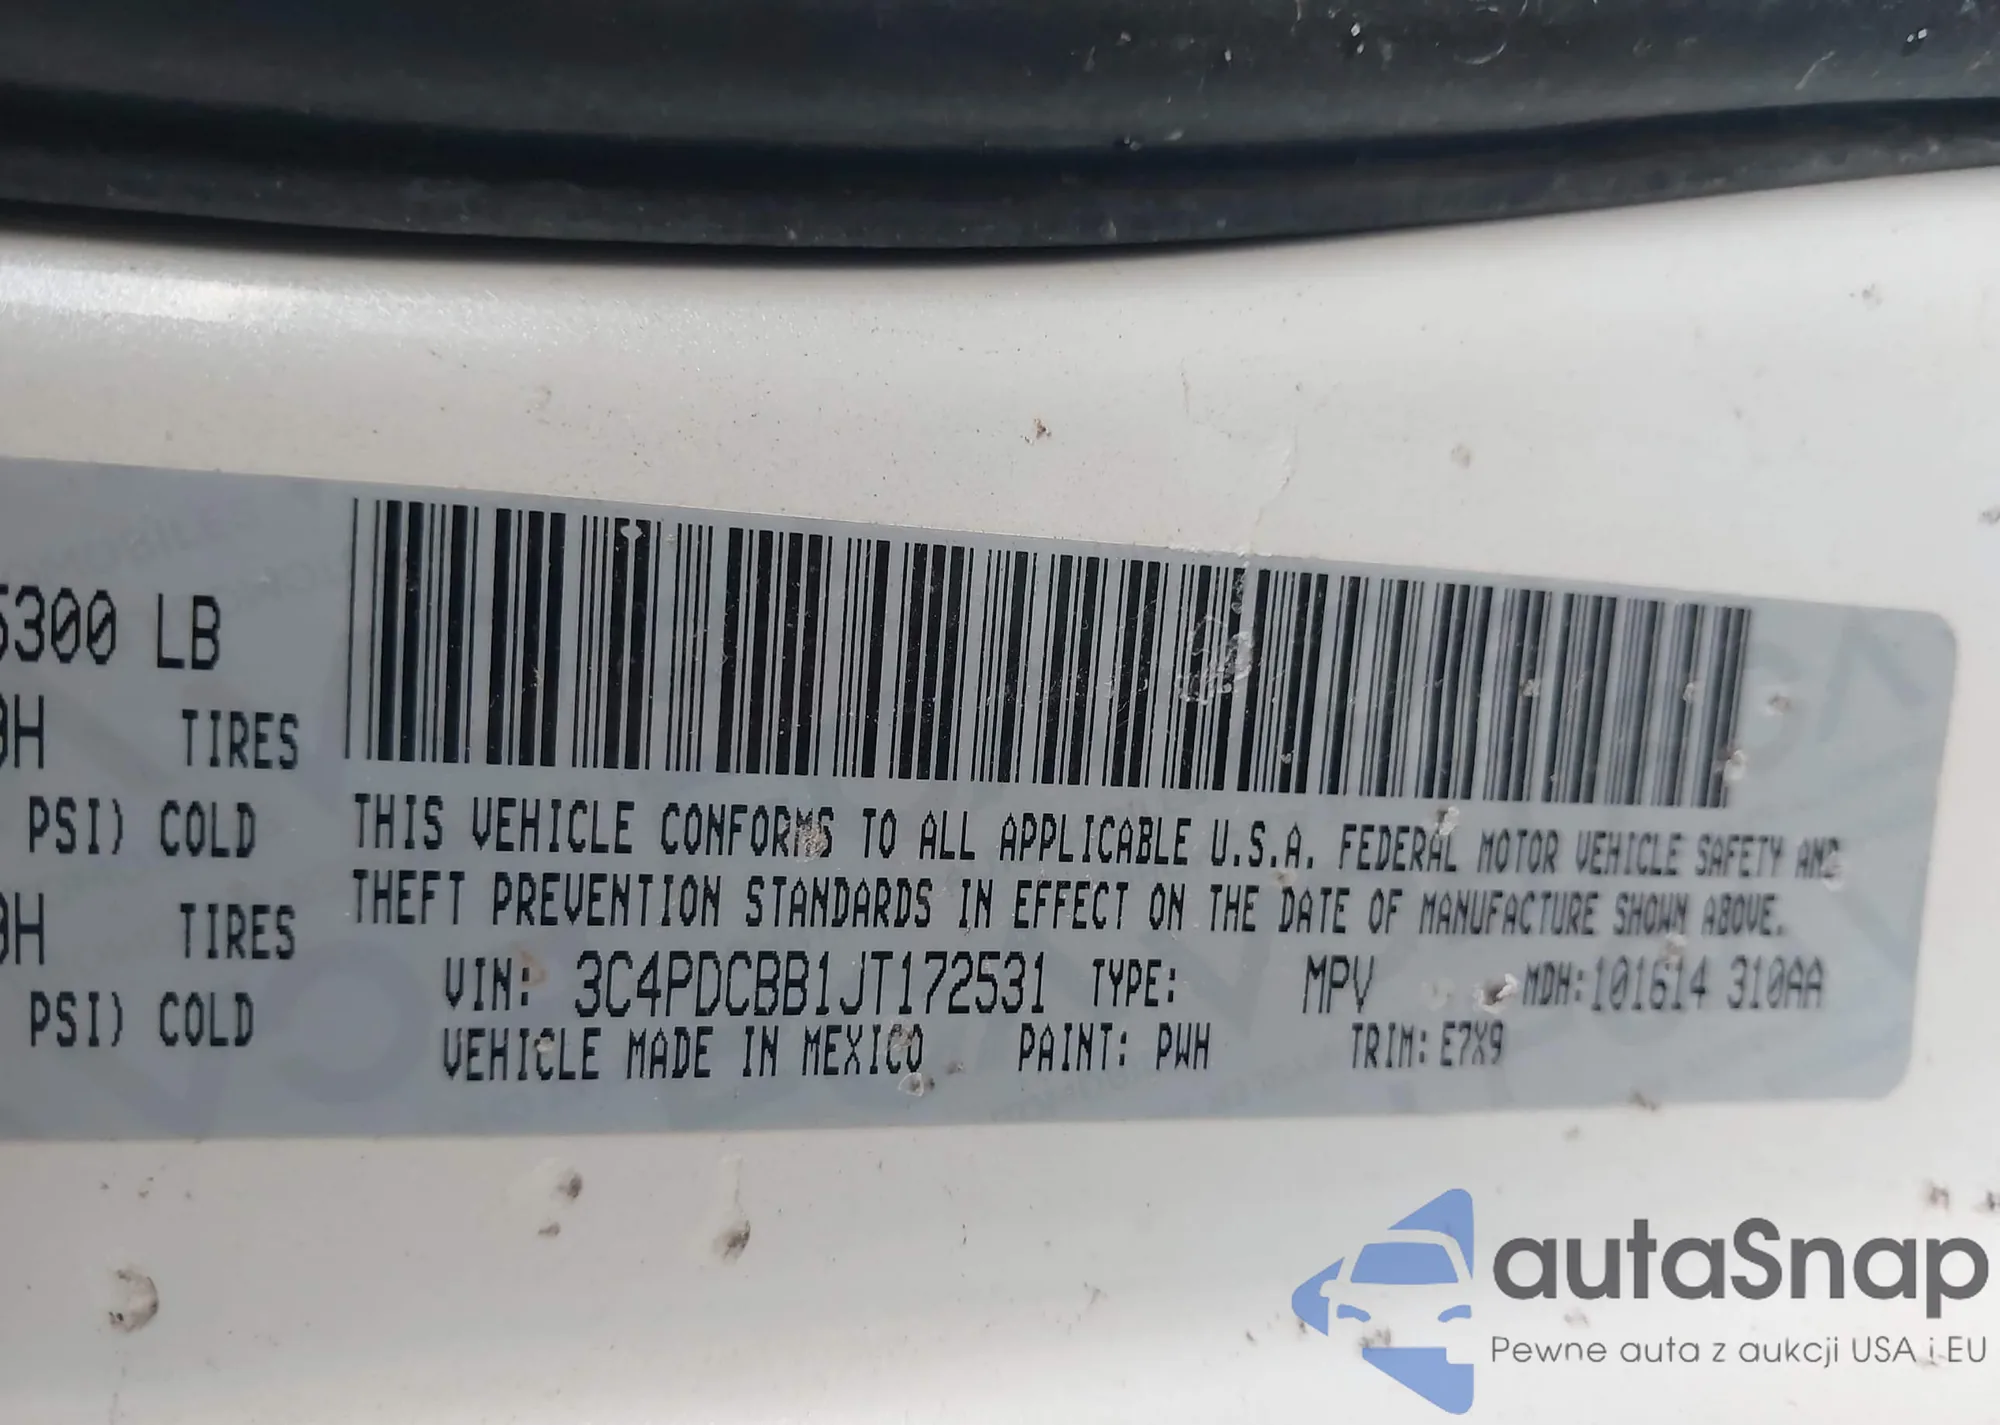 5300 LB
0H TIRES
PSI) COLD
0H TIRES
PSI) COLD
THIS VEHICLE CONFORMS TO ALL APPLICABLE U.S.A. FEDERAL MOTOR VEHICLE SAFETY AND
THEFT PREVENTION STANDARDS IN EFFECT ON THE DATE OF MANUFACTURE SHOWN ABOVE.
VIN: 3C4PDCBB1JT172531 TYPE: MPV MDH:101614 310AA
VEHICLE MADE IN MEXICO PAINT: PWH TRIM:E7X9
autaSnap
Pewne auta z aukcji USA i EU